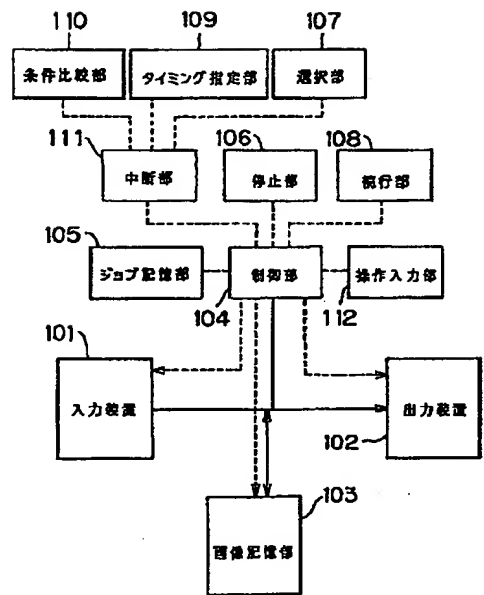 110
109
107
条件比較部
タイミング指定部
選択部
111
106
108
中断部
停止部
続行部
105
ジョブ記憶部
制御部
操作入力部
104
112
101
入力装置
出力装置
102
103
画像記憶部